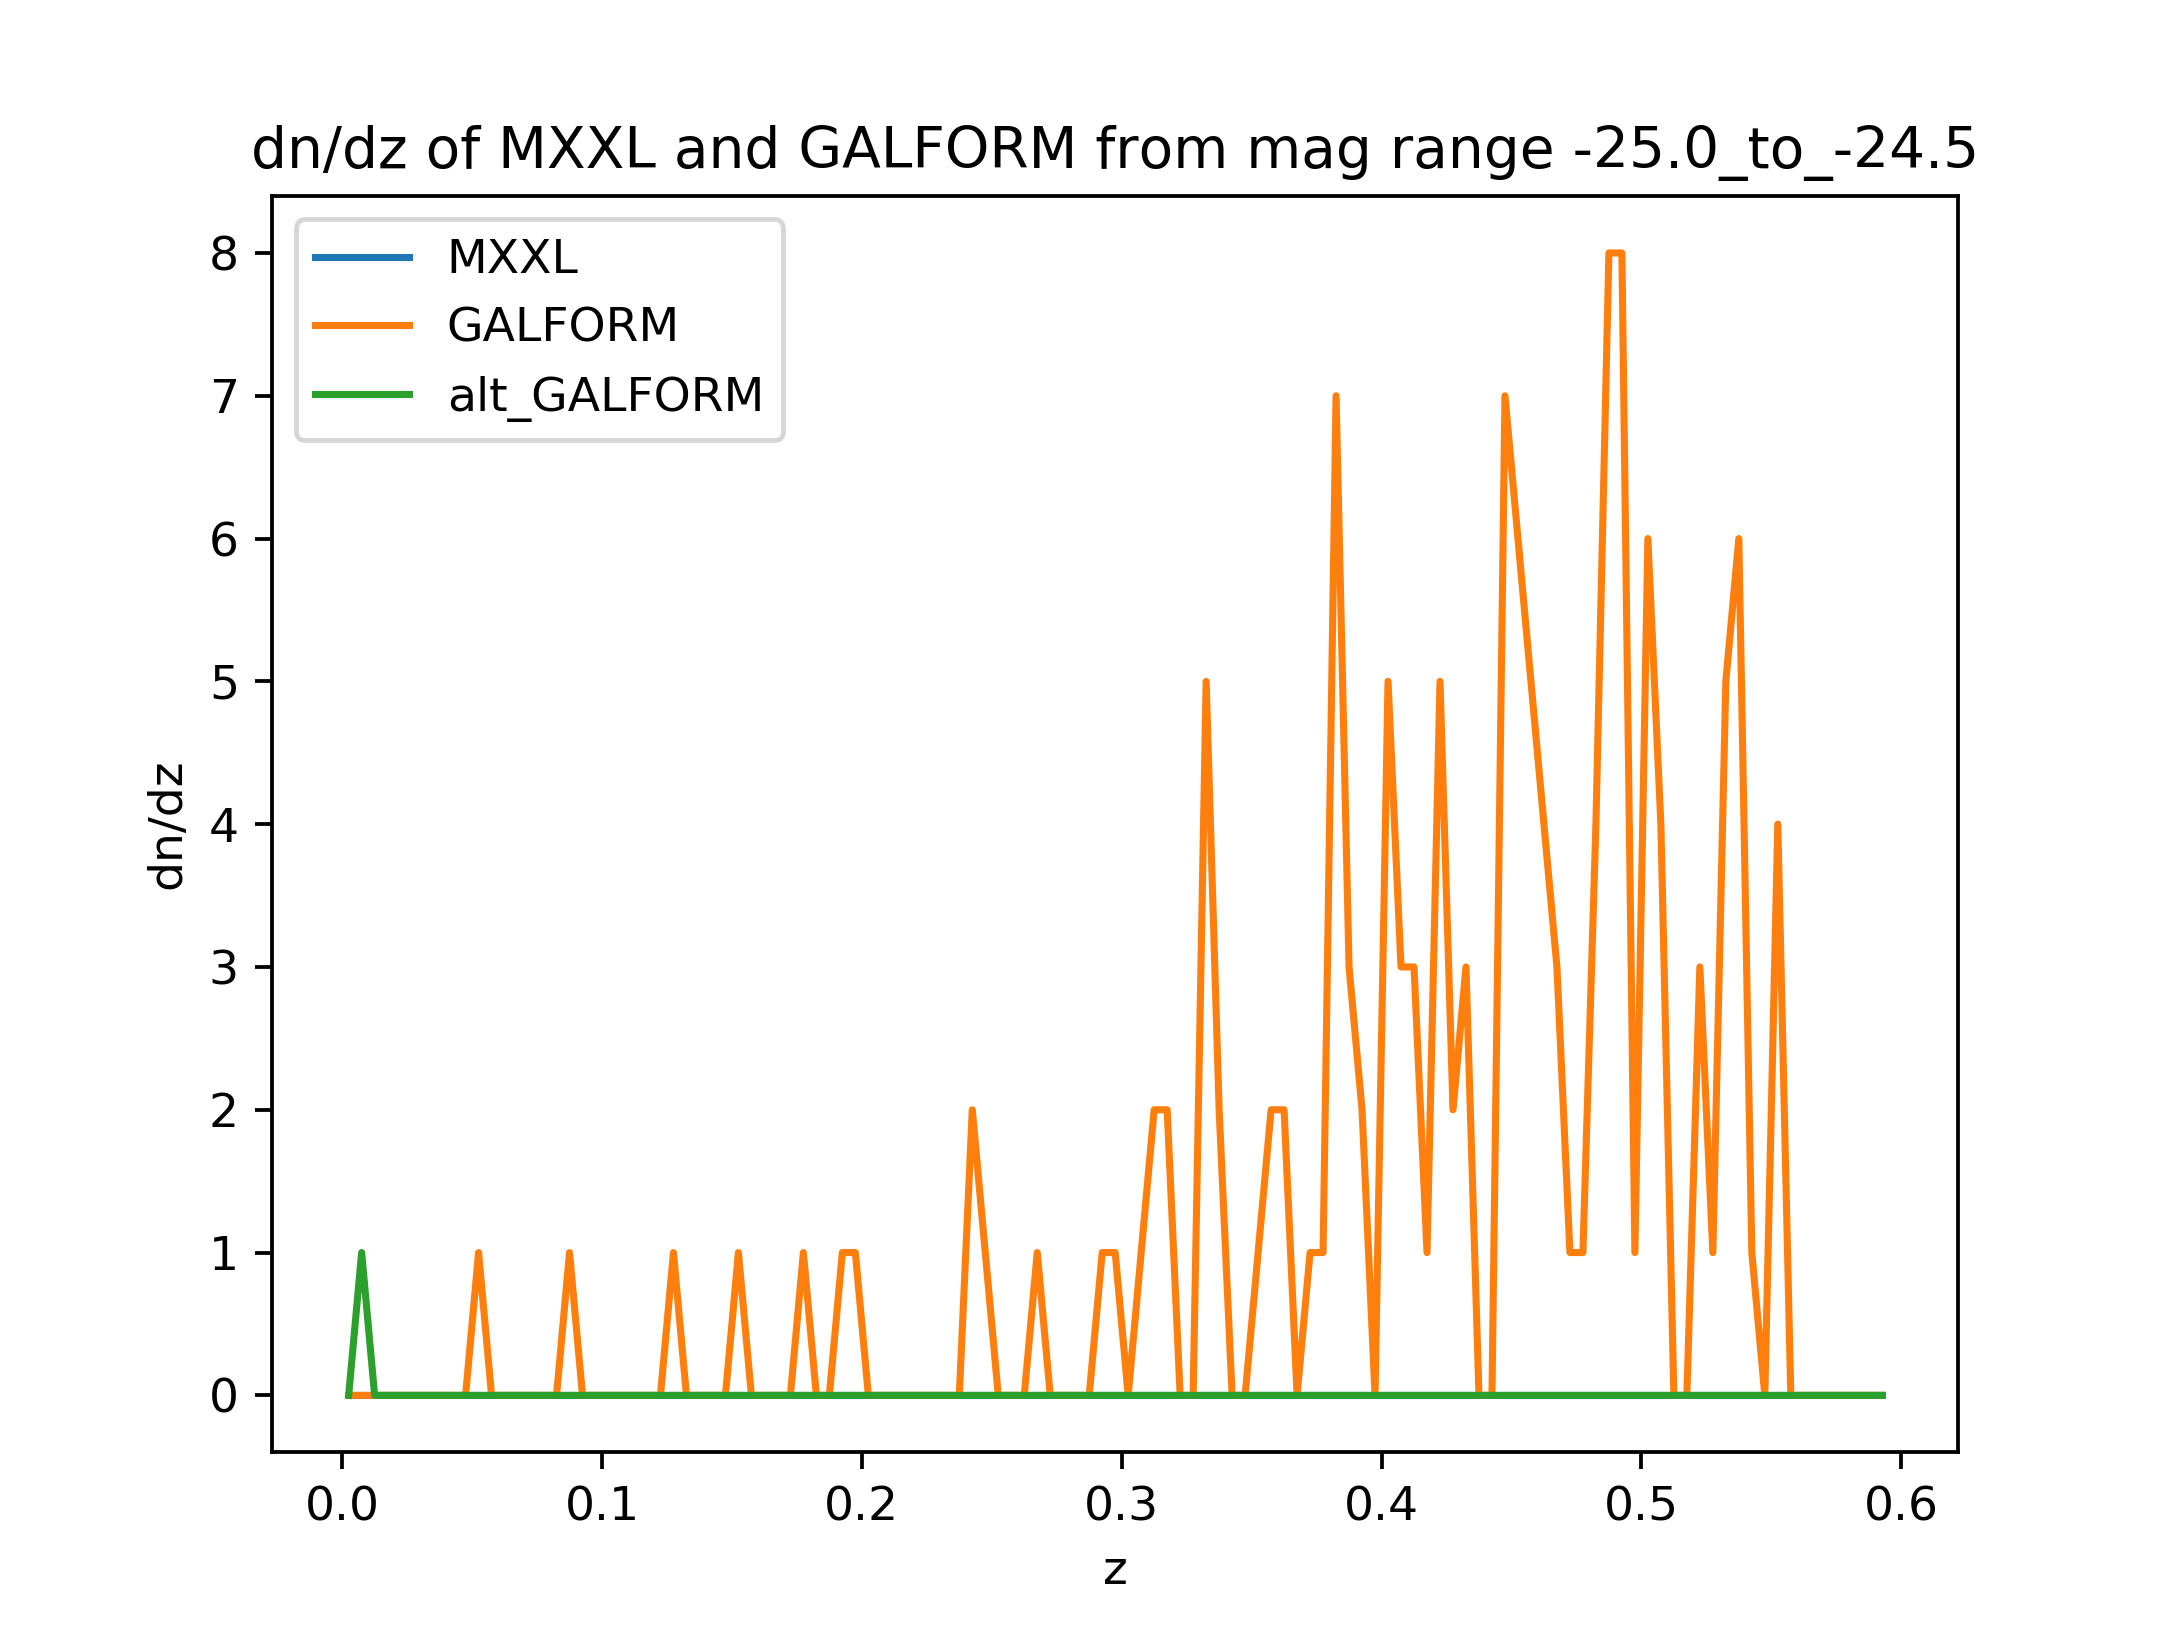 dn/dz of MXXL and GALFORM from mag range -25.0_to_-24.5
MXXL
GALFORM
alt_GALFORM
8
7
6
5
4
3
2
1
0
dn/dz
0.0 0.1 0.2 0.3 0.4 0.5 0.6
z